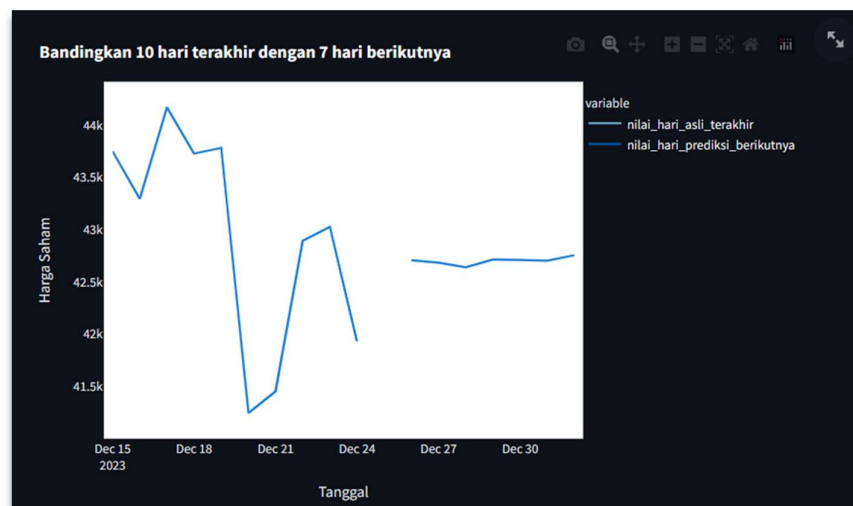 Bandingkan 10 hari terakhir dengan 7 hari berikutnya
variable
nilai_hari_asli_terakhir
nilai_hari_prediksi_berikutnya
Harga Saham
44k
43.5k
43k
42.5k
42k
41.5k
Dec 15
2023
Dec 18
Dec 21
Dec 24
Dec 27
Dec 30
Tanggal